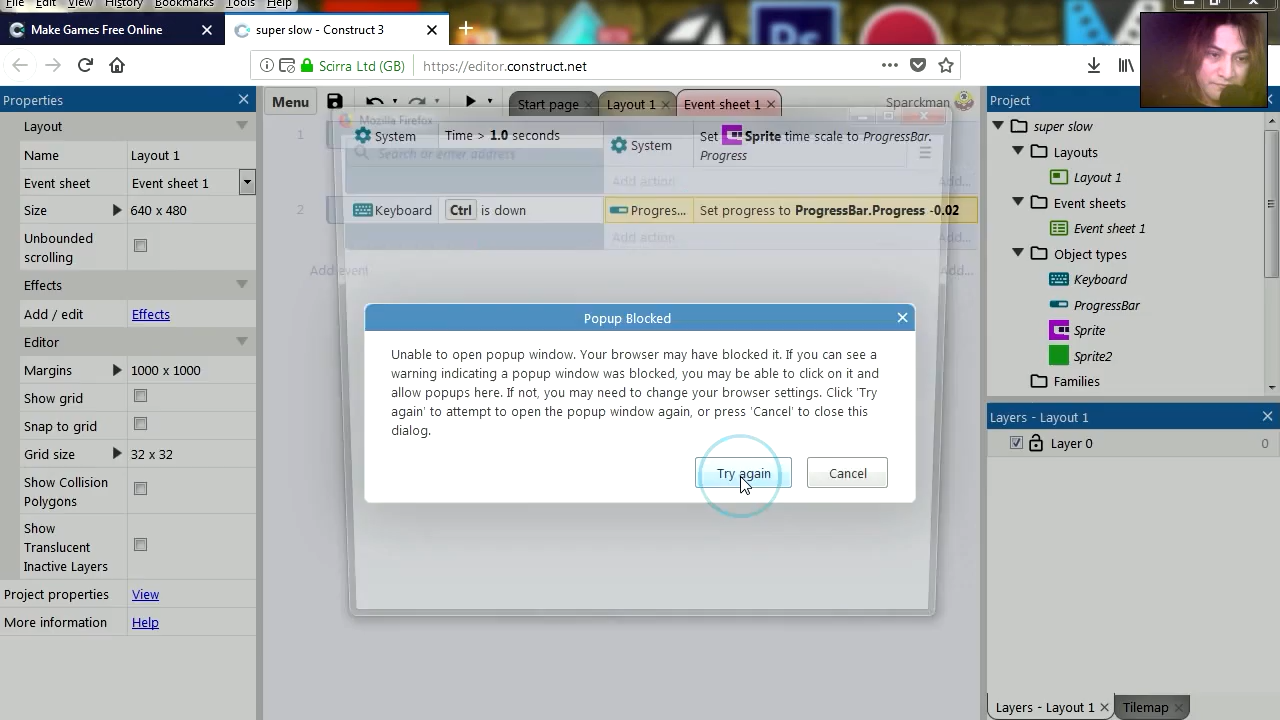 File Edit View History Bookmarks Tools Help
Make Games Free Online
super slow - Construct 3
Scirra Ltd (GB)
https://editor.construct.net
Properties
Layout
Name Layout 1
Event sheet Event sheet 1
Size 640 x 480
Unbounded
scrolling
Effects
Add / edit Effects
Editor
Margins 1000 x 1000
Show grid
Snap to grid
Grid size 32 x 32
Show Collision
Polygons
Show
Translucent
Inactive Layers
Project properties View
More information Help
Menu
Start page
Layout 1
Event sheet 1
Sparckman
Mozilla Firefox
Search or enter address
1
System Time > 1.0 seconds
System
Set Sprite time scale to ProgressBar.
Progress
Add action
Add...
2
Keyboard Ctrl is down
Progres... Set progress to ProgressBar.Progress -0.02
Add action
Add...
Add event
Add...
Popup Blocked
Unable to open popup window. Your browser may have blocked it. If you can see a
warning indicating a popup window was blocked, you may be able to click on it and
allow popups here. If not, you may need to change your browser settings. Click 'Try
again' to attempt to open the popup window again, or press 'Cancel' to close this
dialog.
Try again
Cancel
Project
super slow
Layouts
Layout 1
Event sheets
Event sheet 1
Object types
Keyboard
ProgressBar
Sprite
Sprite2
Families
Layers - Layout 1
Layer 0 0
Layers - Layout 1
Tilemap
Ps